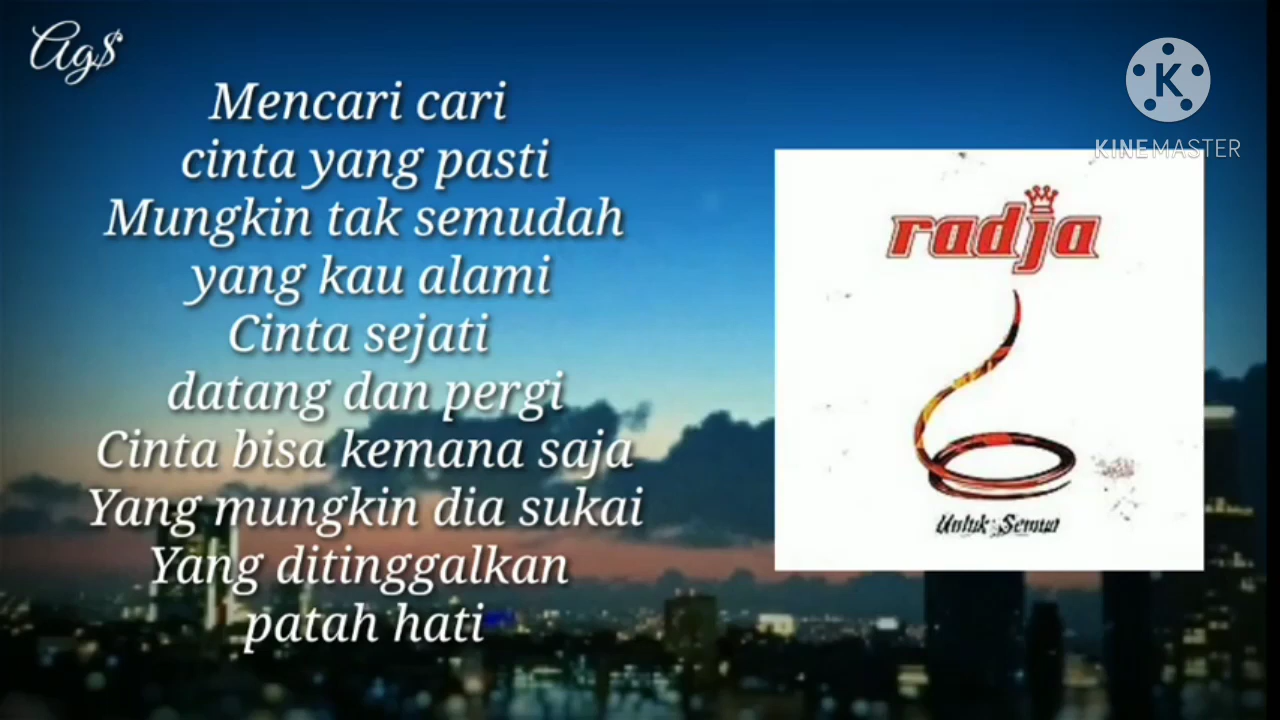 Ag$
Mencari cari
cinta yang pasti
Mungkin tak semudah
yang kau alami
Cinta sejati
datang dan pergi
Cinta bisa kemana saja
Yang mungkin dia sukai
Yang ditinggalkan
patah hati
K
KINEMASTER
radja
Untuk Semua